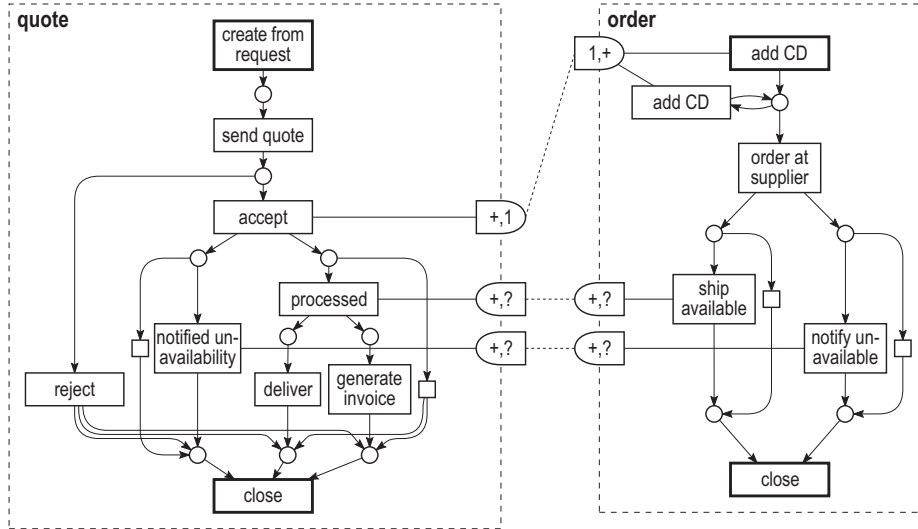 quote
create from
request
send quote
accept
+,1
processed
+,?
notified un-
availability
+,?
reject
deliver
generate
invoice
close
order
1,+
add CD
add CD
order at
supplier
+,?
ship
available
+,?
notify un-
available
close